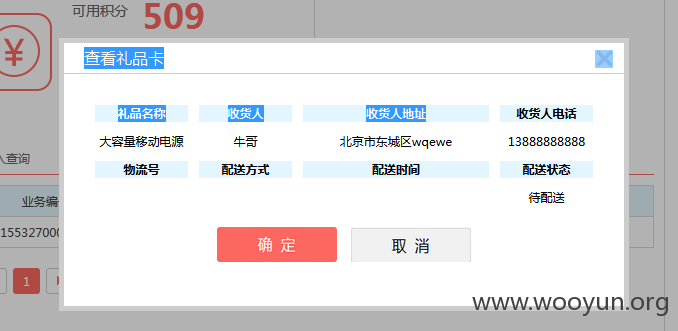 可用积分 509
¥
查看礼品卡
礼品名称 收货人 收货人地址 收货人电话
大容量移动电源 牛哥 北京市东城区wqewe 13888888888
物流号 配送方式 配送时间 配送状态
待配送
确 定 取 消
入查询
业务编
155327000
1
www.wooyun.org